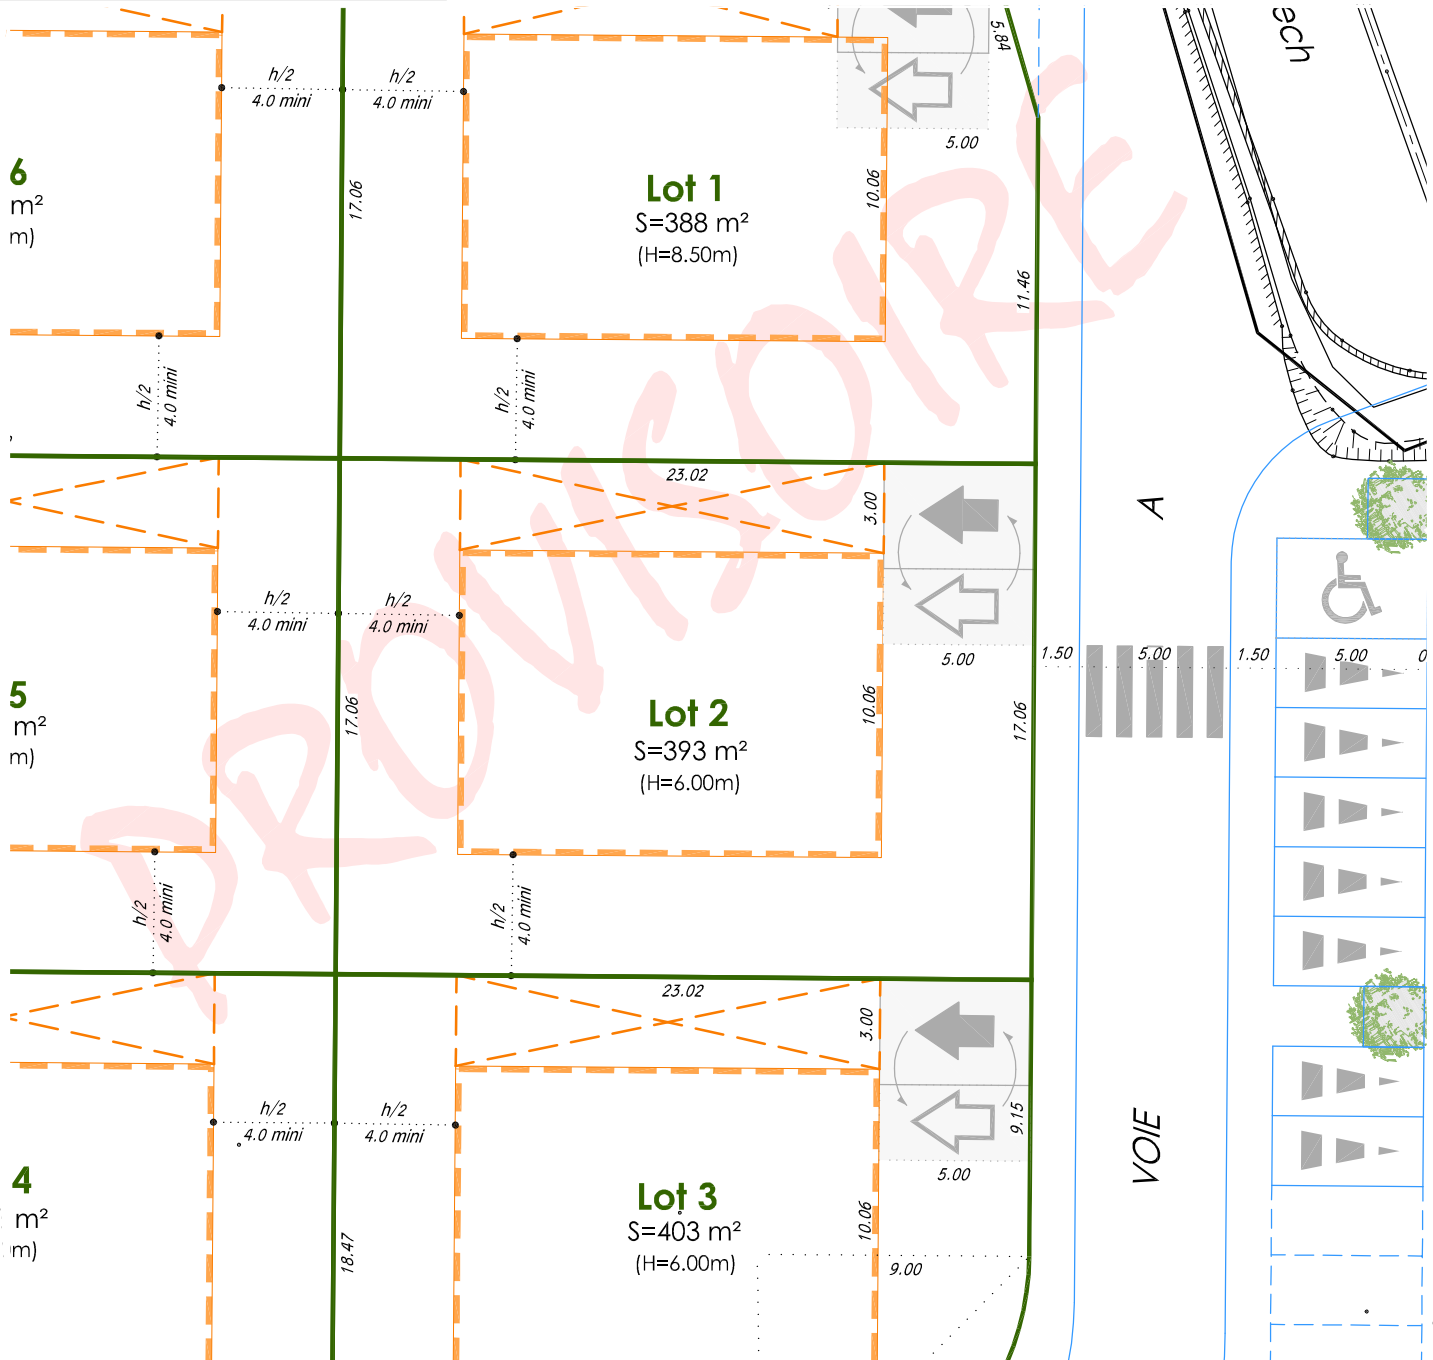 ech
5.84
h/2
4.0 mini
h/2
4.0 mini
5.00
6
m²
m)
17.06
Lot 1
S=388 m²
(H=8.50m)
10.06
11.46
h/2
4.0 mini
h/2
4.0 mini
23.02
3.00
A
h/2
4.0 mini
h/2
4.0 mini
5.00
1.50
5.00
1.50
5.00
0
5
m²
m)
17.06
Lot 2
S=393 m²
(H=6.00m)
10.06
17.06
h/2
4.0 mini
h/2
4.0 mini
23.02
3.00
h/2
4.0 mini
h/2
4.0 mini
9.15
5.00
VOIE
4
m²
m)
18.47
Lot 3
S=403 m²
(H=6.00m)
10.06
9.00
PROVISOIRE